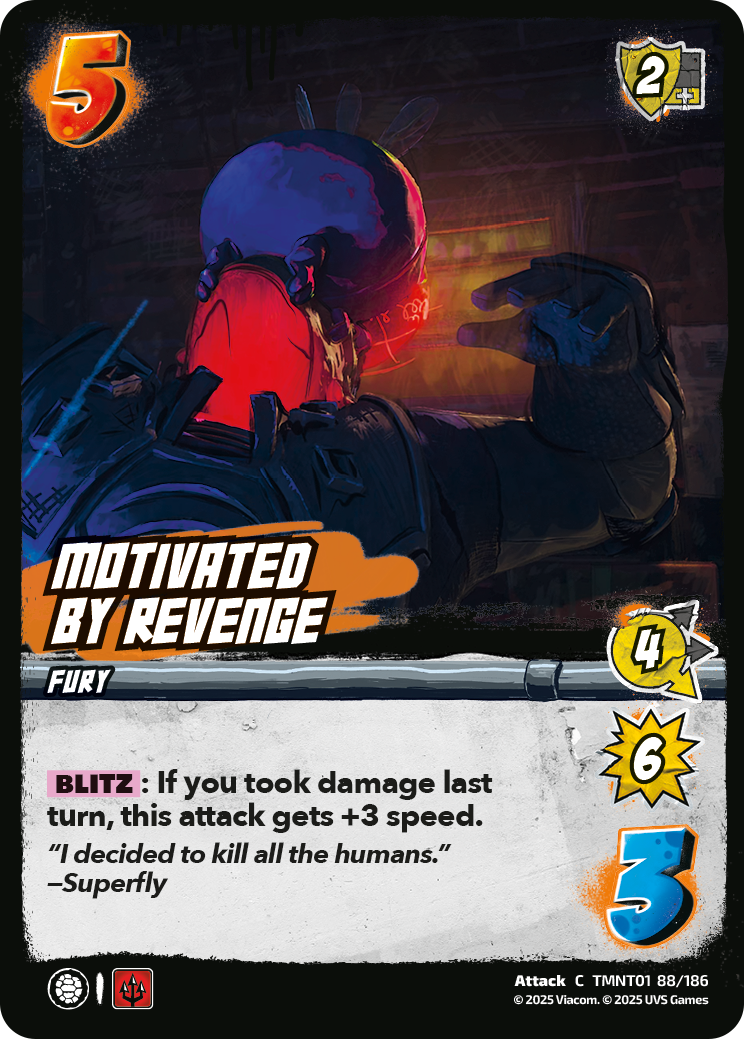 5
2
MOTIVATED
BY REVENGE
4
FURY
6
BLITZ : If you took damage last
turn, this attack gets +3 speed.
“I decided to kill all the humans.”
—Superfly
3
Attack C TMNT01 88/186
© 2025 Viacom. © 2025 UVS Games